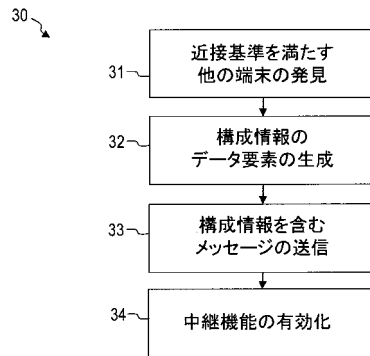 30
31
近接基準を満たす
他の端末の発見
32
構成情報の
データ要素の生成
33
構成情報を含む
メッセージの送信
34
中継機能の有効化